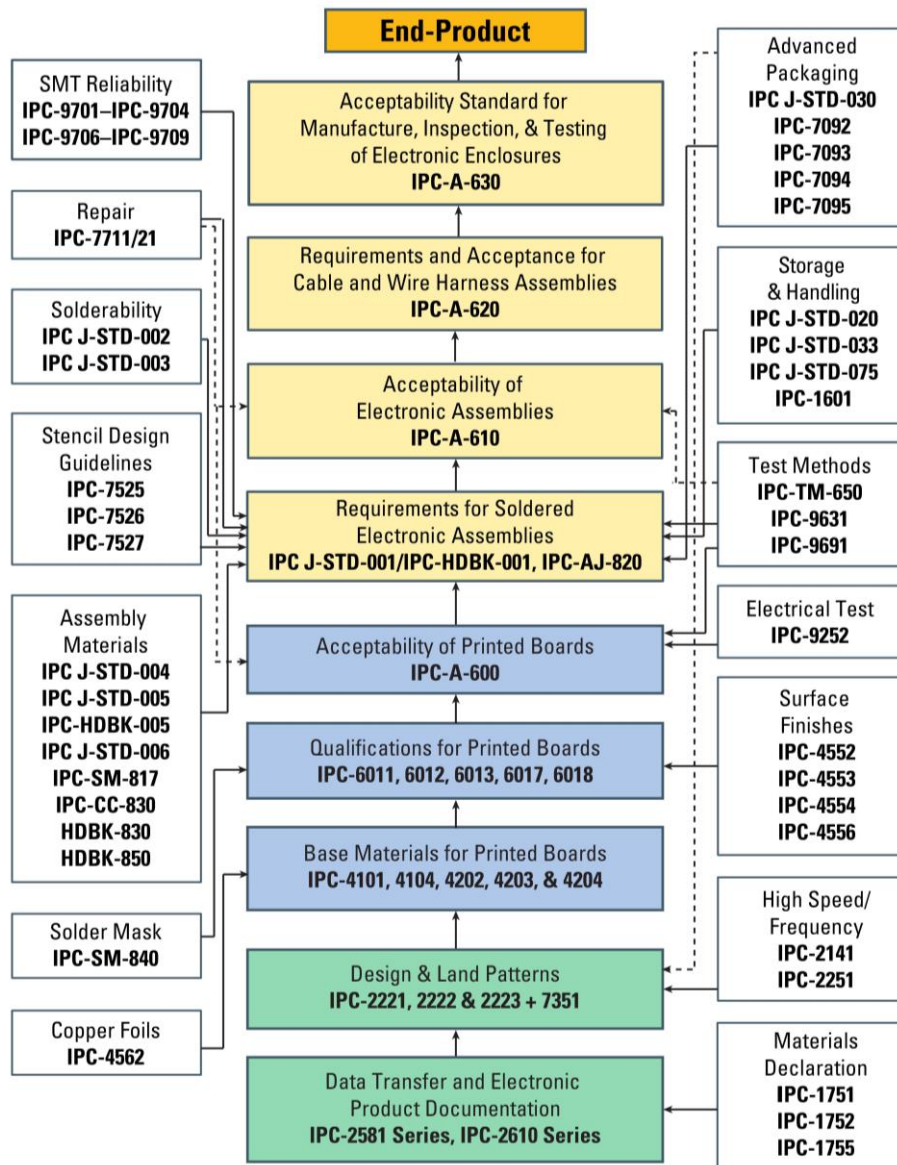 End-Product
Acceptability Standard for
Manufacture, Inspection, & Testing
of Electronic Enclosures
IPC-A-630
Requirements and Acceptance for
Cable and Wire Harness Assemblies
IPC-A-620
Acceptability of
Electronic Assemblies
IPC-A-610
Requirements for Soldered
Electronic Assemblies
IPC J-STD-001/IPC-HDBK-001, IPC-AJ-820
Acceptability of Printed Boards
IPC-A-600
Qualifications for Printed Boards
IPC-6011, 6012, 6013, 6017, 6018
Base Materials for Printed Boards
IPC-4101, 4104, 4202, 4203, & 4204
Design & Land Patterns
IPC-2221, 2222 & 2223 + 7351
Data Transfer and Electronic
Product Documentation
IPC-2581 Series, IPC-2610 Series
SMT Reliability
IPC-9701–IPC-9704
IPC-9706–IPC-9709
Repair
IPC-7711/21
Solderability
IPC J-STD-002
IPC J-STD-003
Stencil Design
Guidelines
IPC-7525
IPC-7526
IPC-7527
Assembly
Materials
IPC J-STD-004
IPC J-STD-005
IPC-HDBK-005
IPC J-STD-006
IPC-SM-817
IPC-CC-830
HDBK-830
HDBK-850
Solder Mask
IPC-SM-840
Copper Foils
IPC-4562
Advanced
Packaging
IPC J-STD-030
IPC-7092
IPC-7093
IPC-7094
IPC-7095
Storage
& Handling
IPC J-STD-020
IPC J-STD-033
IPC J-STD-075
IPC-1601
Test Methods
IPC-TM-650
IPC-9631
IPC-9691
Electrical Test
IPC-9252
Surface
Finishes
IPC-4552
IPC-4553
IPC-4554
IPC-4556
High Speed/
Frequency
IPC-2141
IPC-2251
Materials
Declaration
IPC-1751
IPC-1752
IPC-1755